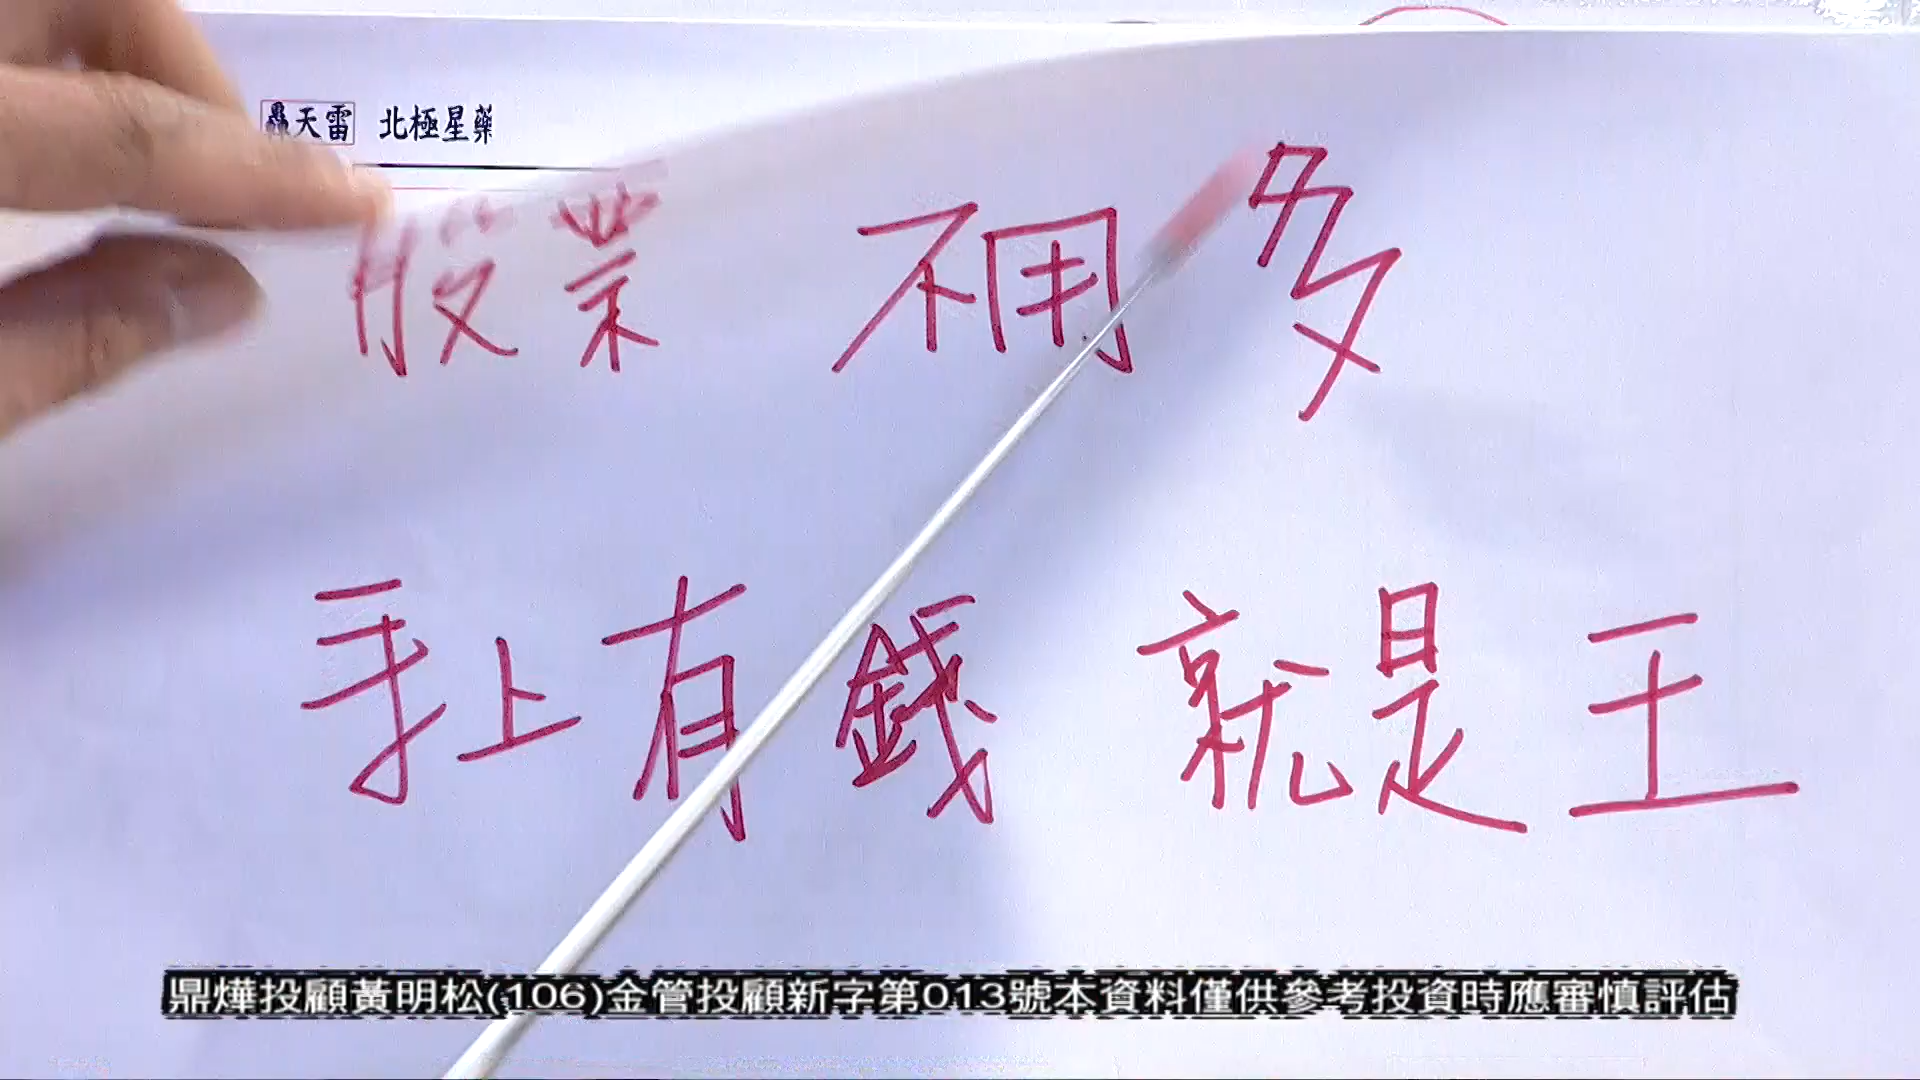 轟天雷 北極星藥
股票 不用 多
手上有錢 就是王
鼎燁投顧黃明松(106)金管投顧新字第013號本資料僅供參考投資時應審慎評估